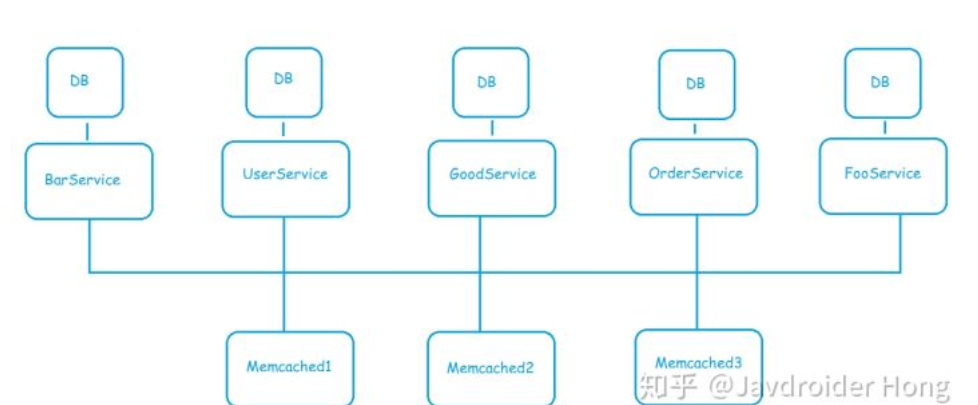 DB
DB
DB
DB
DB
BarService
UserService
GoodService
OrderService
FooService
Memcached1
Memcached2
Memcached3
知乎 @Javdroider Hong